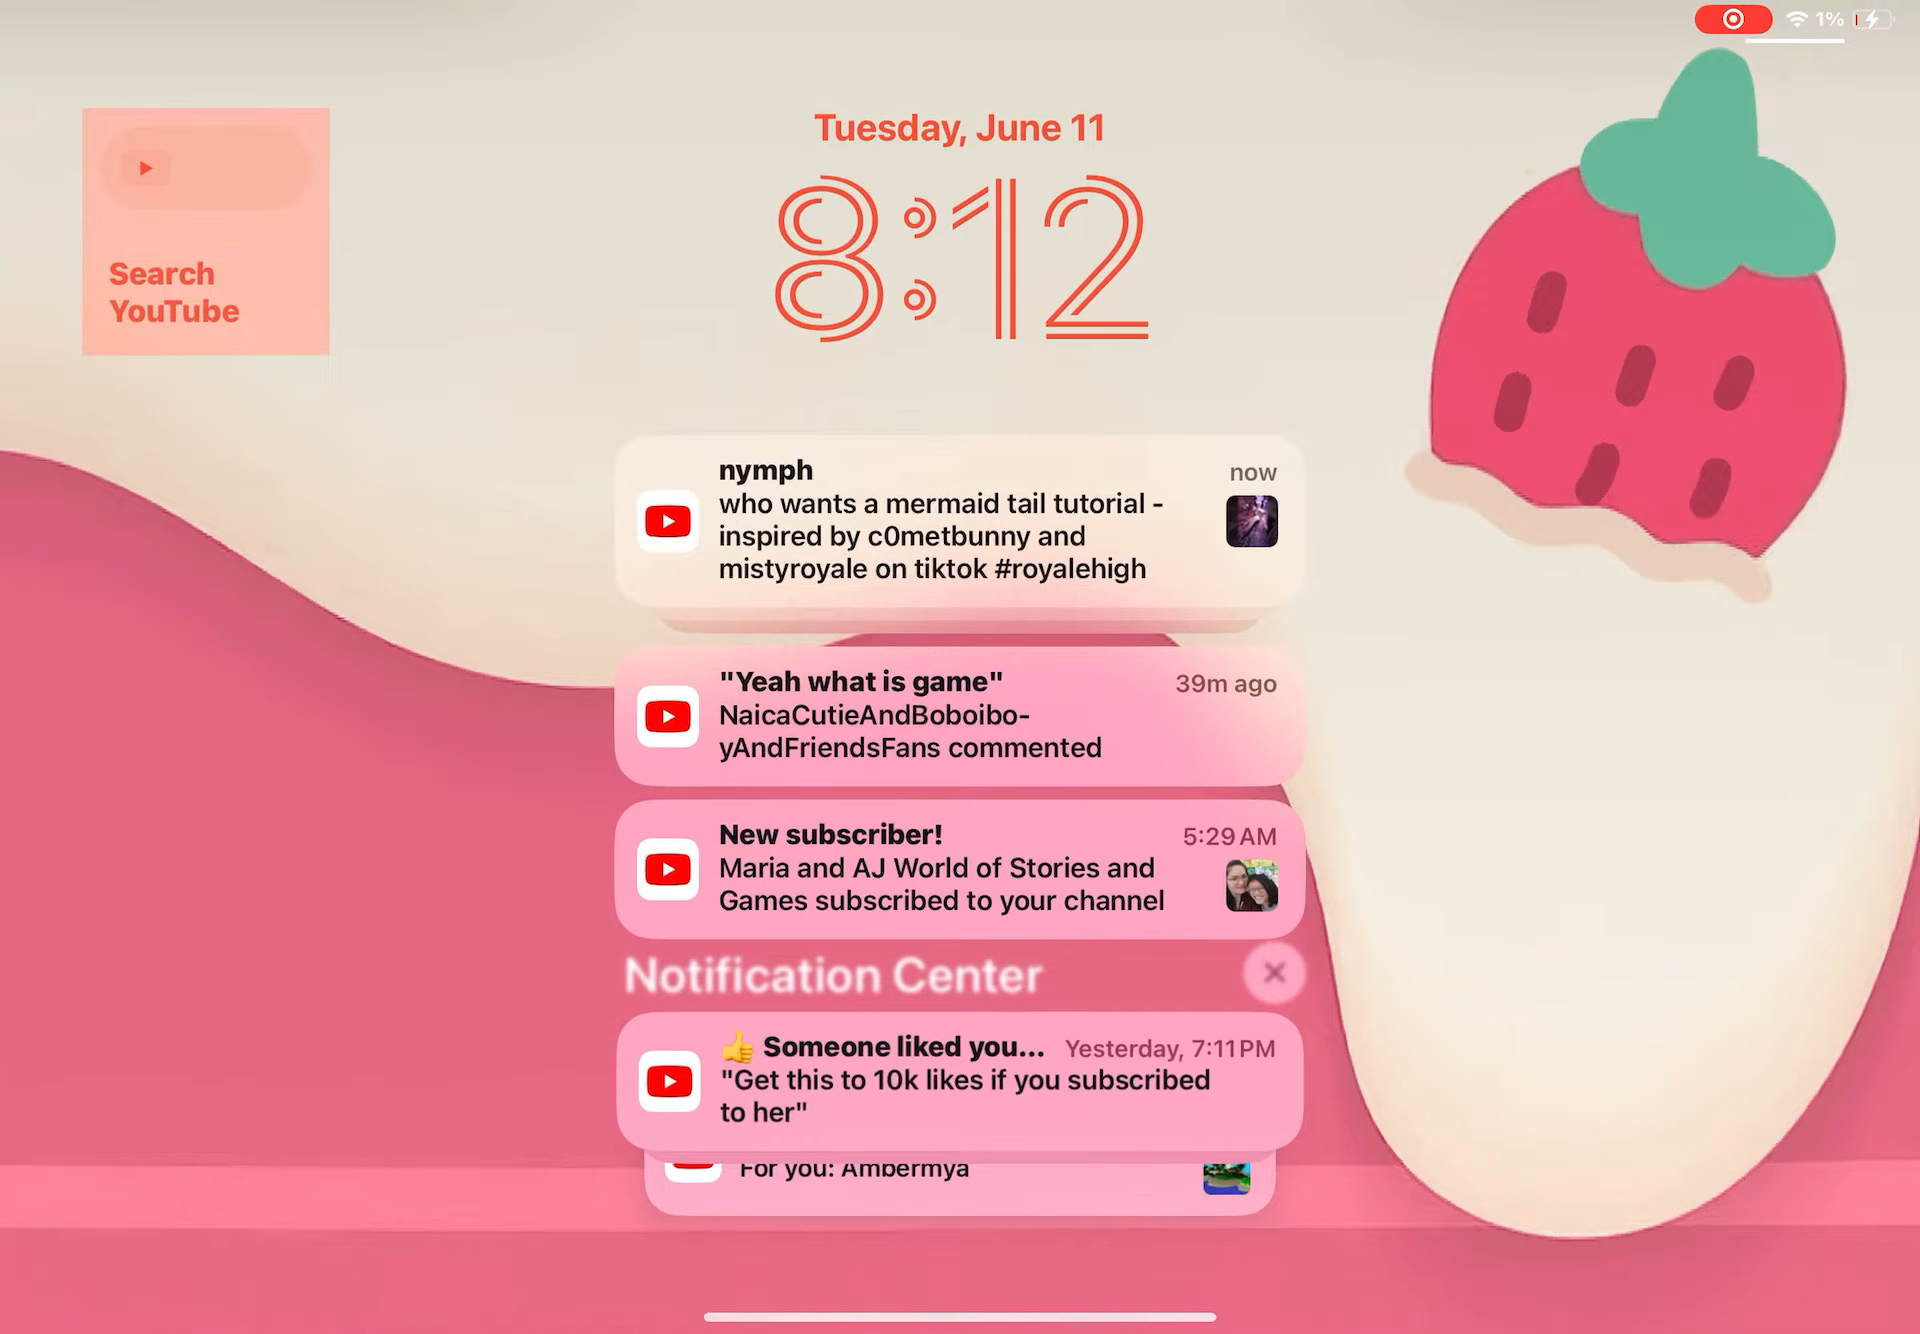 1%
Search
YouTube
Tuesday, June 11
8:12
nymph
now
who wants a mermaid tail tutorial -
inspired by c0metbunny and
mistyroyale on tiktok #royalehigh
"Yeah what is game"
39m ago
NaicaCutieAndBoboibo-
yAndFriendsFans commented
New subscriber!
5:29 AM
Maria and AJ World of Stories and
Games subscribed to your channel
Notification Center
👍 Someone liked you...
Yesterday, 7:11 PM
"Get this to 10k likes if you subscribed
to her"
For you: Ambermya